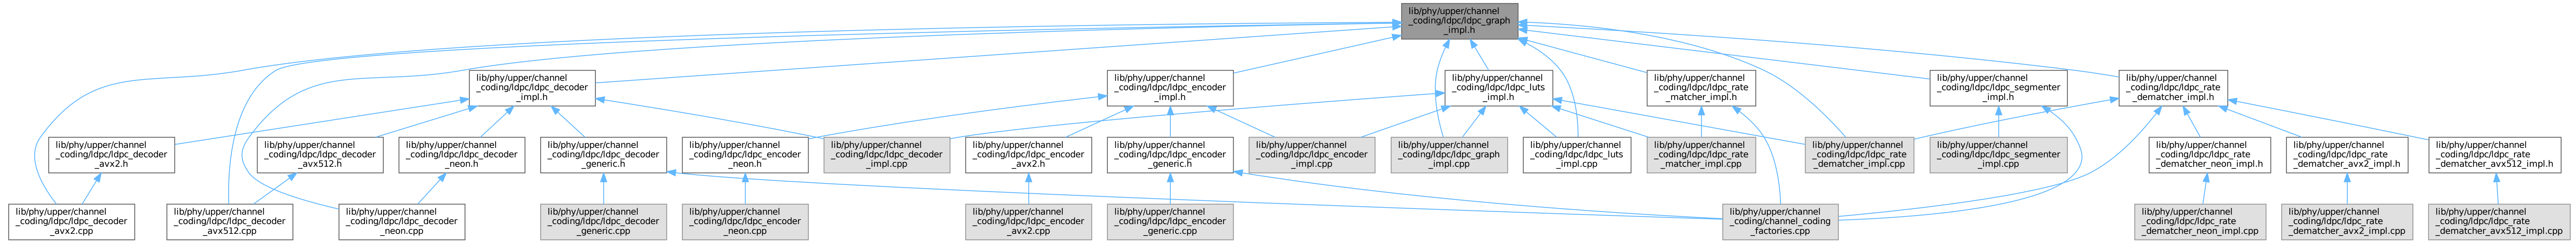 lib/phy/upper/channel
_coding/ldpc/ldpc_graph
_impl.h
lib/phy/upper/channel
_coding/ldpc/ldpc_decoder
_impl.h
lib/phy/upper/channel
_coding/ldpc/ldpc_encoder
_impl.h
lib/phy/upper/channel
_coding/ldpc/ldpc_luts
_impl.h
lib/phy/upper/channel
_coding/ldpc/ldpc_rate
_matcher_impl.h
lib/phy/upper/channel
_coding/ldpc/ldpc_segmenter
_impl.h
lib/phy/upper/channel
_coding/ldpc/ldpc_rate
_dematcher_impl.h
lib/phy/upper/channel
_coding/ldpc/ldpc_decoder
_avx2.h
lib/phy/upper/channel
_coding/ldpc/ldpc_decoder
_avx512.h
lib/phy/upper/channel
_coding/ldpc/ldpc_decoder
_neon.h
lib/phy/upper/channel
_coding/ldpc/ldpc_decoder
_generic.h
lib/phy/upper/channel
_coding/ldpc/ldpc_encoder
_neon.h
lib/phy/upper/channel
_coding/ldpc/ldpc_decoder
_impl.cpp
lib/phy/upper/channel
_coding/ldpc/ldpc_encoder
_avx2.h
lib/phy/upper/channel
_coding/ldpc/ldpc_encoder
_generic.h
lib/phy/upper/channel
_coding/ldpc/ldpc_encoder
_impl.cpp
lib/phy/upper/channel
_coding/ldpc/ldpc_graph
_impl.cpp
lib/phy/upper/channel
_coding/ldpc/ldpc_luts
_impl.cpp
lib/phy/upper/channel
_coding/ldpc/ldpc_rate
_matcher_impl.cpp
lib/phy/upper/channel
_coding/ldpc/ldpc_rate
_dematcher_impl.cpp
lib/phy/upper/channel
_coding/ldpc/ldpc_segmenter
_impl.cpp
lib/phy/upper/channel
_coding/ldpc/ldpc_rate
_dematcher_neon_impl.h
lib/phy/upper/channel
_coding/ldpc/ldpc_rate
_dematcher_avx2_impl.h
lib/phy/upper/channel
_coding/ldpc/ldpc_rate
_dematcher_avx512_impl.h
lib/phy/upper/channel
_coding/ldpc/ldpc_decoder
_avx2.cpp
lib/phy/upper/channel
_coding/ldpc/ldpc_decoder
_avx512.cpp
lib/phy/upper/channel
_coding/ldpc/ldpc_decoder
_neon.cpp
lib/phy/upper/channel
_coding/ldpc/ldpc_decoder
_generic.cpp
lib/phy/upper/channel
_coding/ldpc/ldpc_encoder
_neon.cpp
lib/phy/upper/channel
_coding/ldpc/ldpc_encoder
_avx2.cpp
lib/phy/upper/channel
_coding/ldpc/ldpc_encoder
_generic.cpp
lib/phy/upper/channel
_coding/channel_coding
_factories.cpp
lib/phy/upper/channel
_coding/ldpc/ldpc_rate
_dematcher_neon_impl.cpp
lib/phy/upper/channel
_coding/ldpc/ldpc_rate
_dematcher_avx2_impl.cpp
lib/phy/upper/channel
_coding/ldpc/ldpc_rate
_dematcher_avx512_impl.cpp